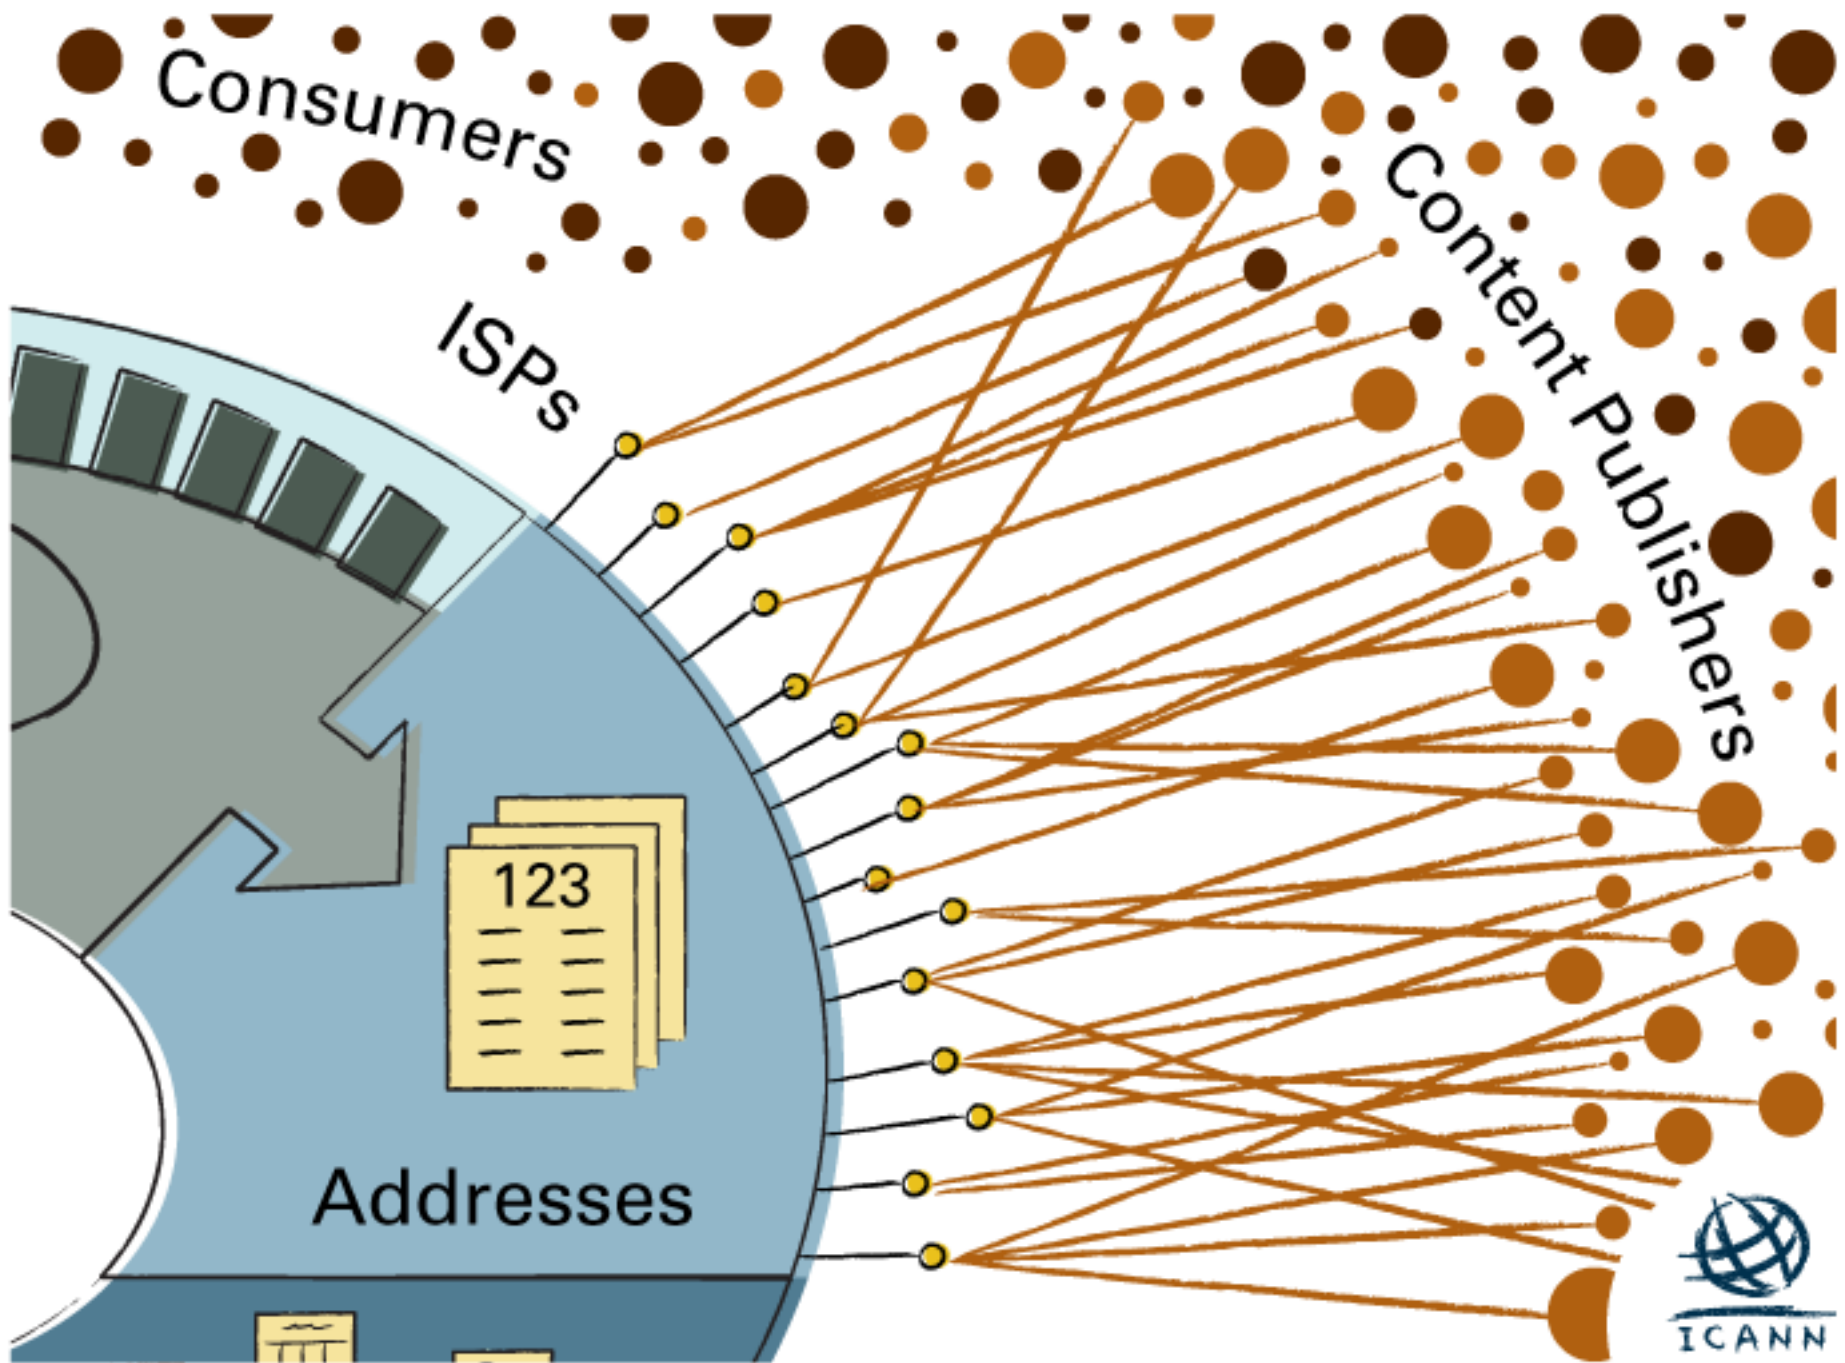 Consumers
ISPs
Content Publishers
123
Addresses
ICANN